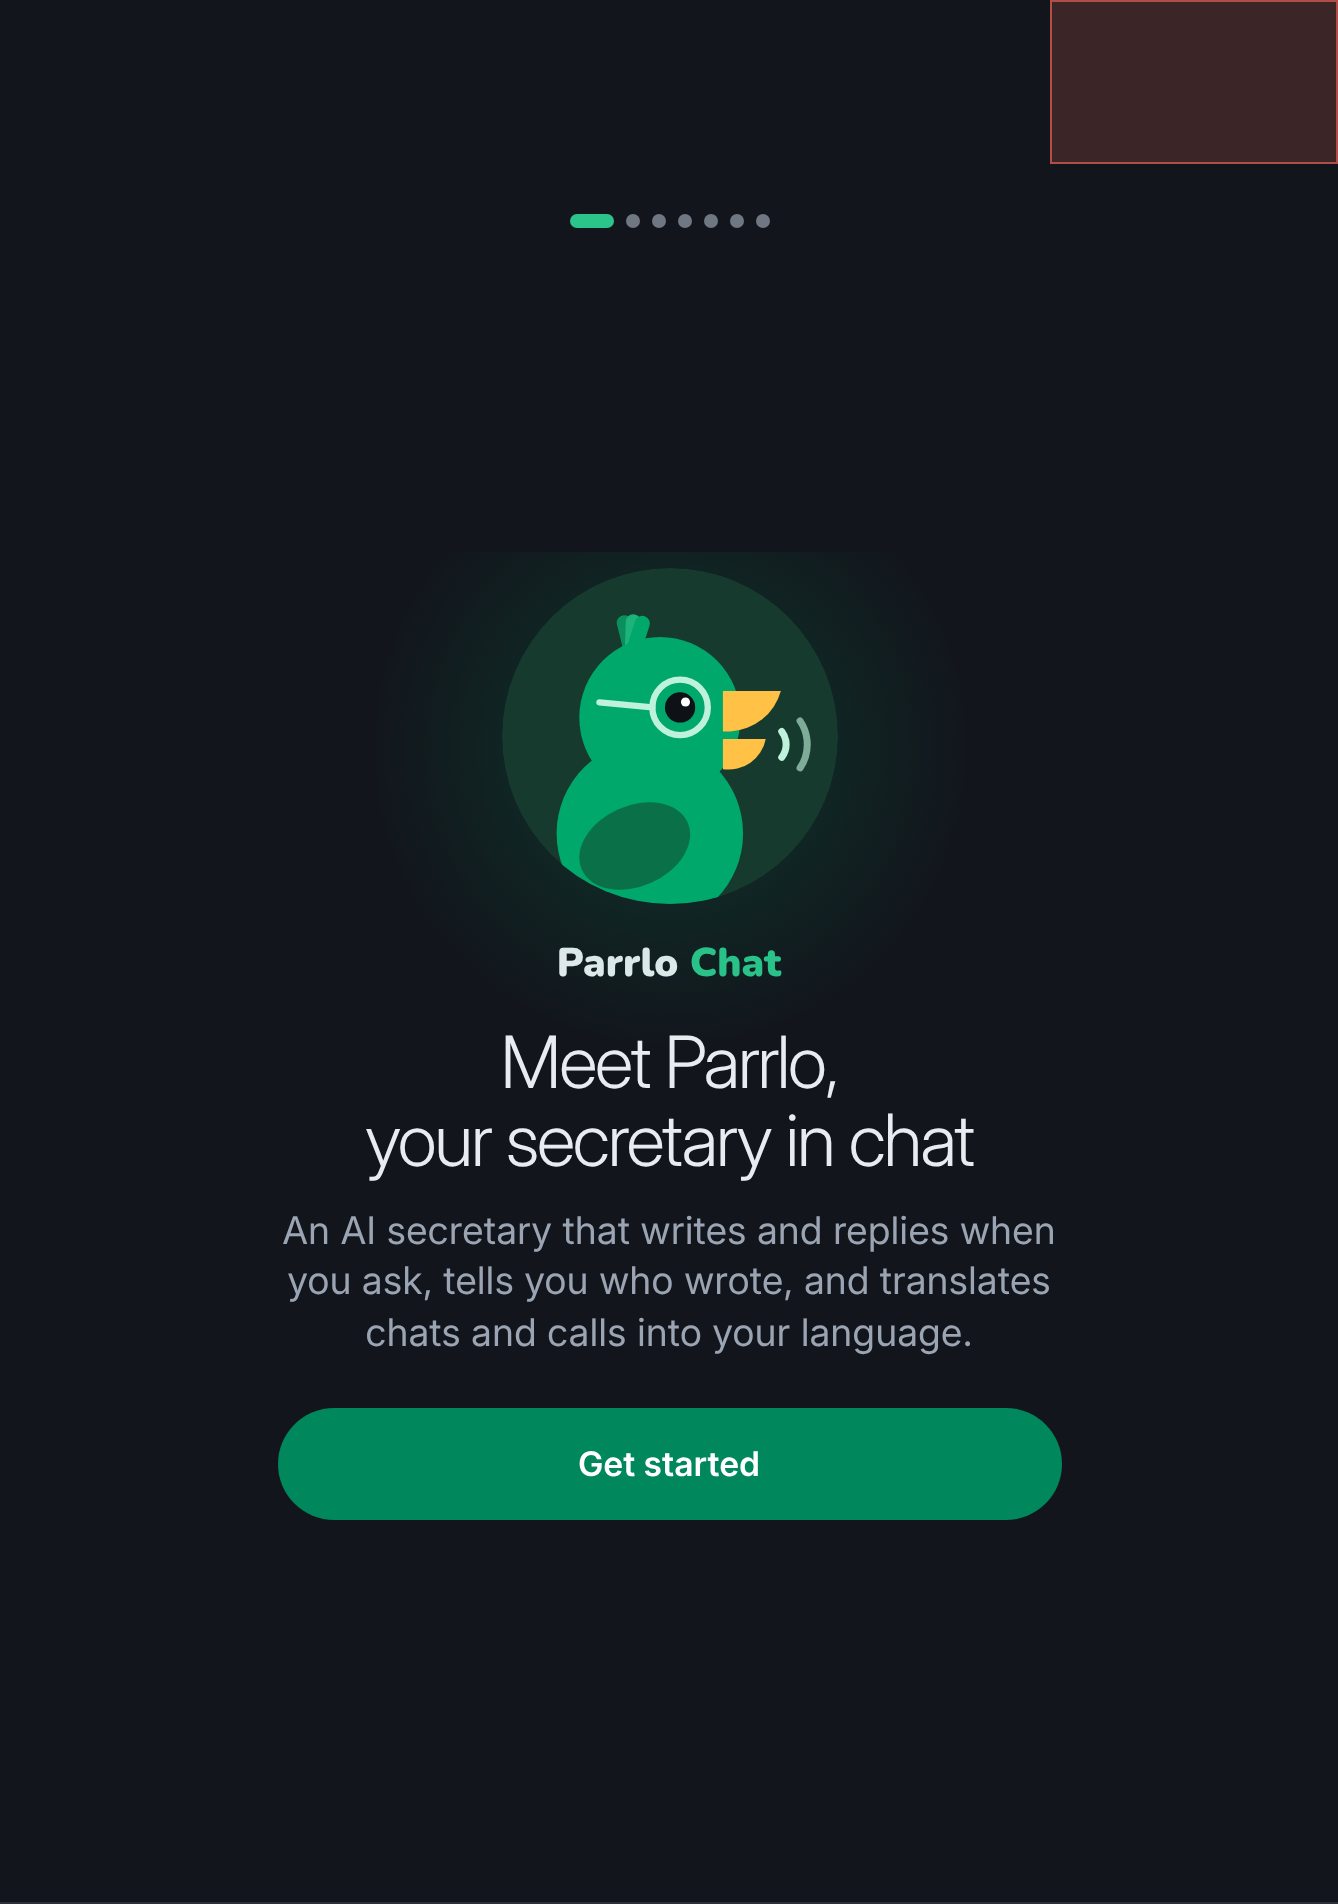 Parrlo Chat
Meet Parrlo,
your secretary in chat
An AI secretary that writes and replies when
you ask, tells you who wrote, and translates
chats and calls into your language.
Get started